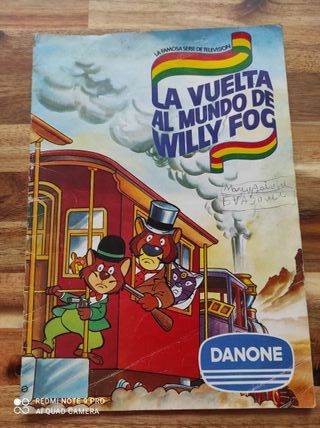 LA FAMOSA SERIE DE TELEVISION
LA VUELTA
AL MUNDO DE
WILLY FOG
DANONE
REDMI NOTE 9 PRO
AI QUAD CAMERA